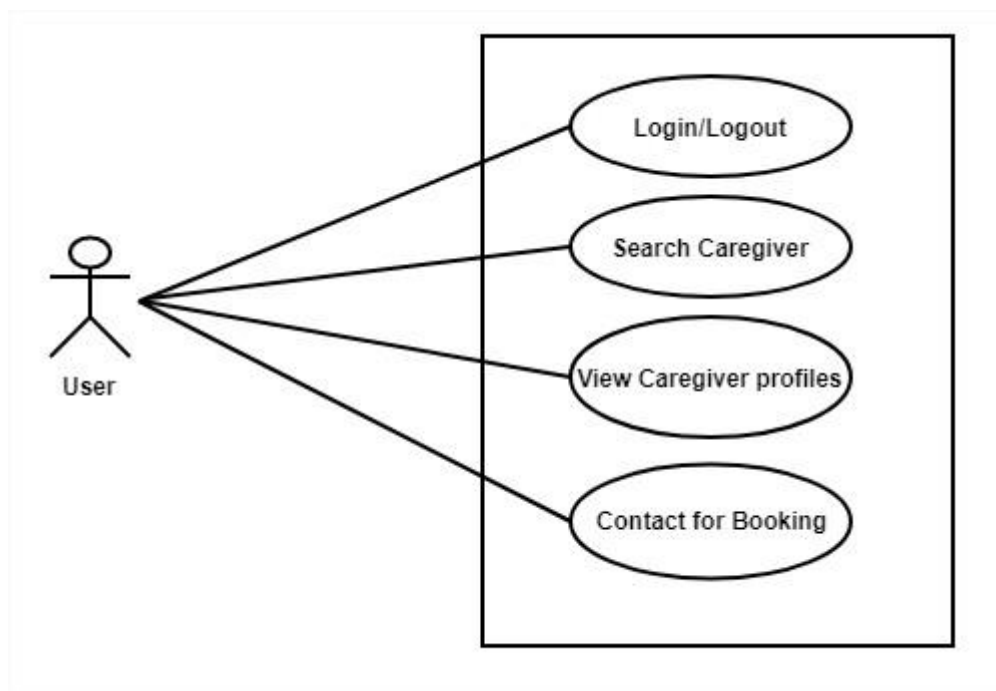 Login/Logout
Search Caregiver
View Caregiver profiles
User
Contact for Booking